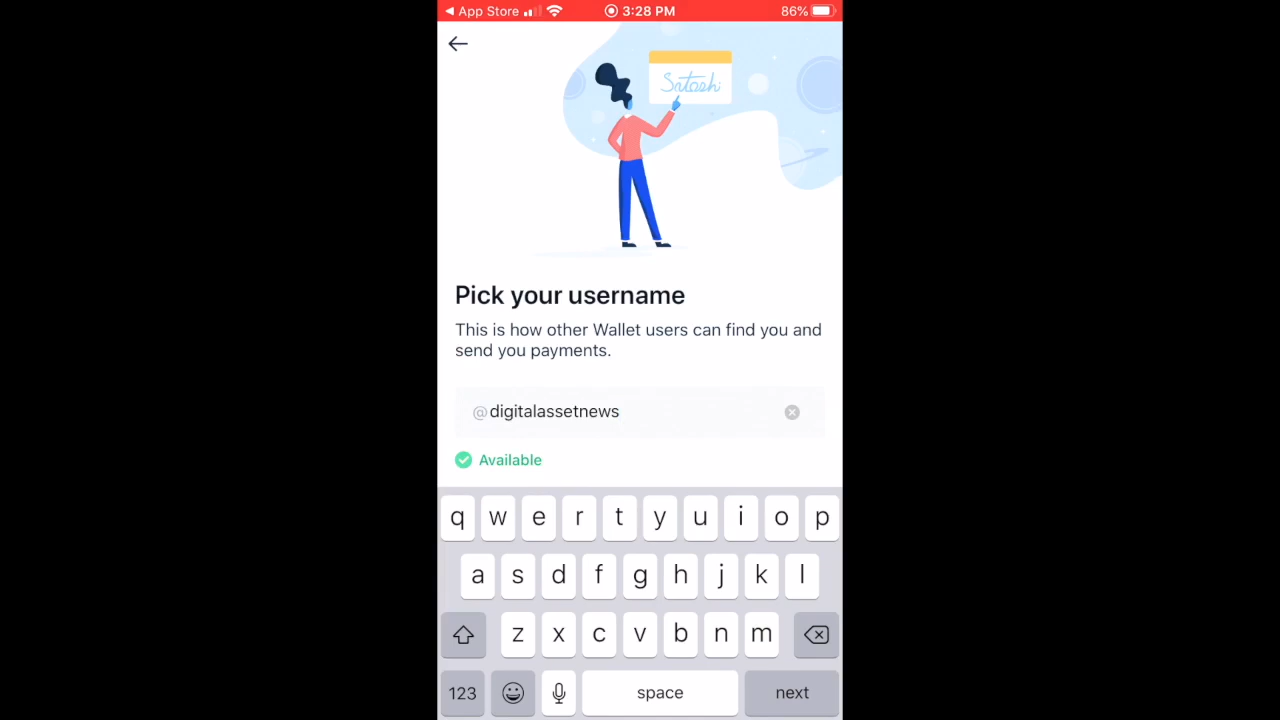 ◀ App Store 3:28 PM 86%
Satoshi
Pick your username
This is how other Wallet users can find you and
send you payments.
@digitalassetnews
Available
q w e r t y u i o p
a s d f g h j k l
z x c v b n m
123 space next